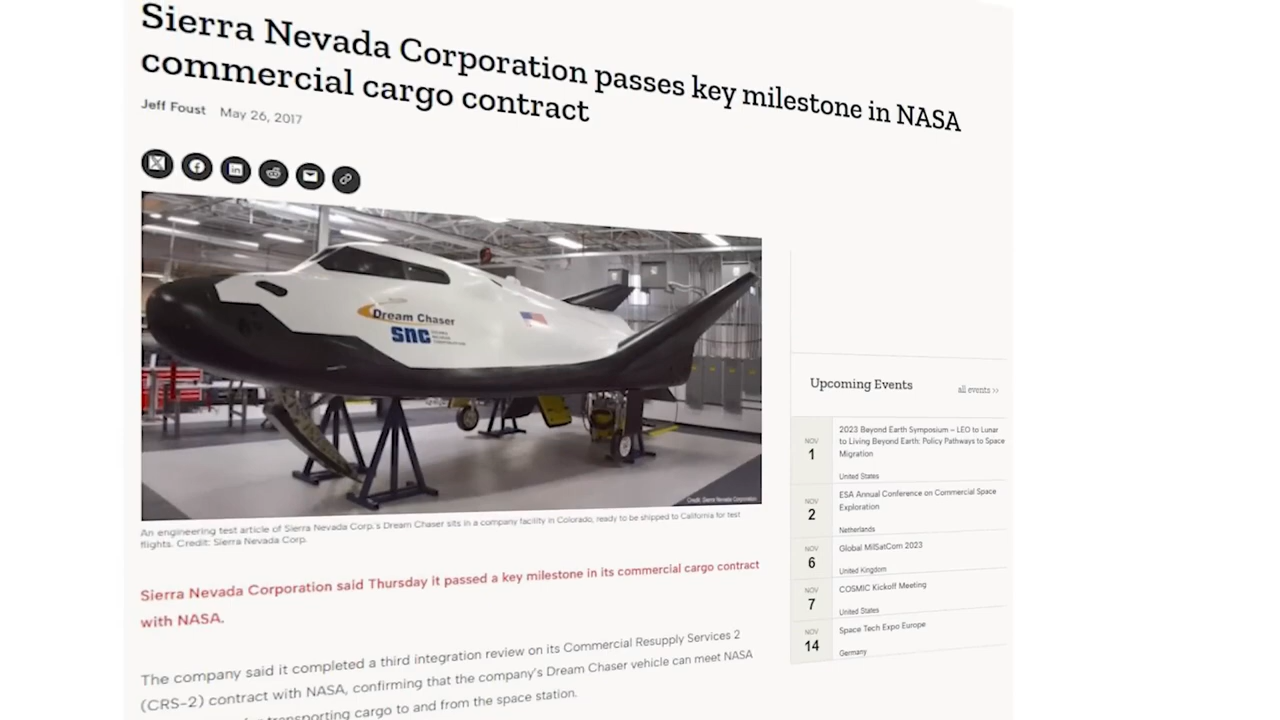 Sierra Nevada Corporation passes key milestone in NASA
commercial cargo contract
Jeff Foust May 26, 2017
Dream Chaser
snc
Credit: Sierra Nevada Corporation
An engineering test article of Sierra Nevada Corp.'s Dream Chaser sits in a company facility in Colorado, ready to be shipped to California for test
flights. Credit: Sierra Nevada Corp.
Sierra Nevada Corporation said Thursday it passed a key milestone in its commercial cargo contract
with NASA.
The company said it completed a third integration review on its Commercial Resupply Services 2
(CRS-2) contract with NASA, confirming that the company's Dream Chaser vehicle can meet NASA
transporting cargo to and from the space station.
Upcoming Events all events >>
NOV
1
2023 Beyond Earth Symposium – LEO to Lunar
to Living Beyond Earth: Policy Pathways to Space
Migration
United States
NOV
2
ESA Annual Conference on Commercial Space
Exploration
Netherlands
NOV
6
Global MilSatCom 2023
United Kingdom
NOV
7
COSMIC Kickoff Meeting
United States
NOV
14
Space Tech Expo Europe
Germany